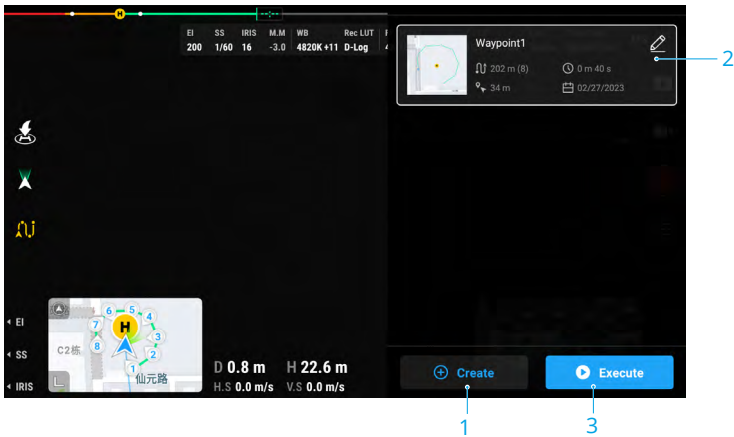 H
--:--
EI SS IRIS M.M WB Rec LUT
200 1/60 16 -3.0 4820K +11 D-Log 4
Waypoint1
202 m (8) 0 m 40 s
34 m 02/27/2023
2
EI
SS
IRIS
6 5 4
7 H 3
C2栋 8 2
1
仙元路
L
D 0.8 m H 22.6 m
H.S 0.0 m/s V.S 0.0 m/s
Create Execute
1 3